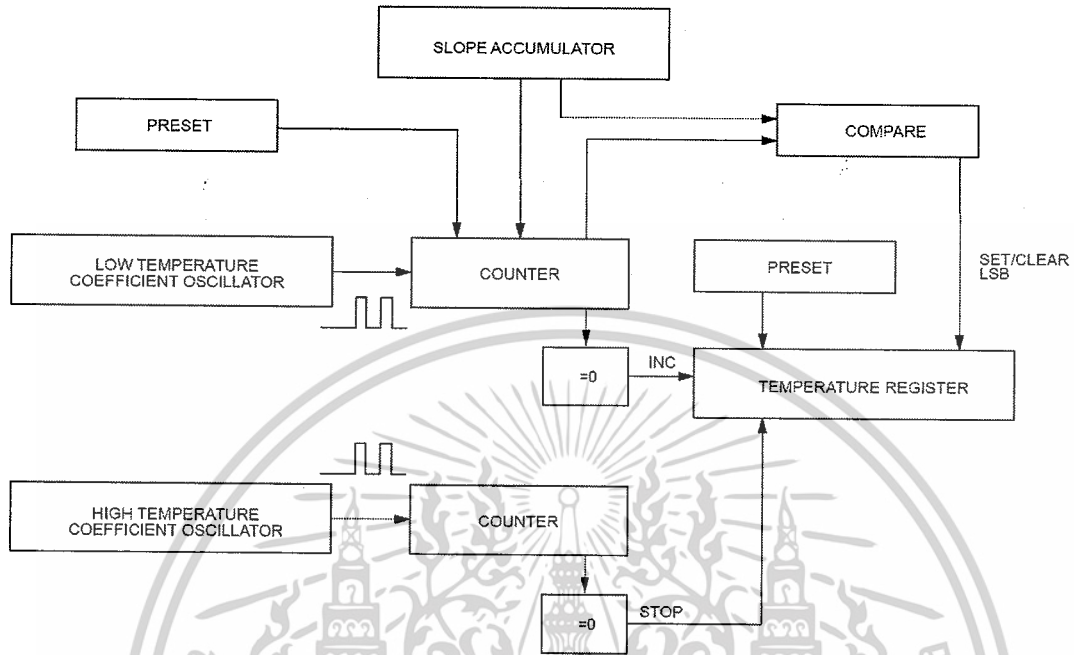 SLOPE ACCUMULATOR
PRESET
COMPARE
LOW TEMPERATURE
COEFFICIENT OSCILLATOR
COUNTER
PRESET
SET/CLEAR
LSB
=0
INC
TEMPERATURE REGISTER
HIGH TEMPERATURE
COEFFICIENT OSCILLATOR
COUNTER
=0
STOP